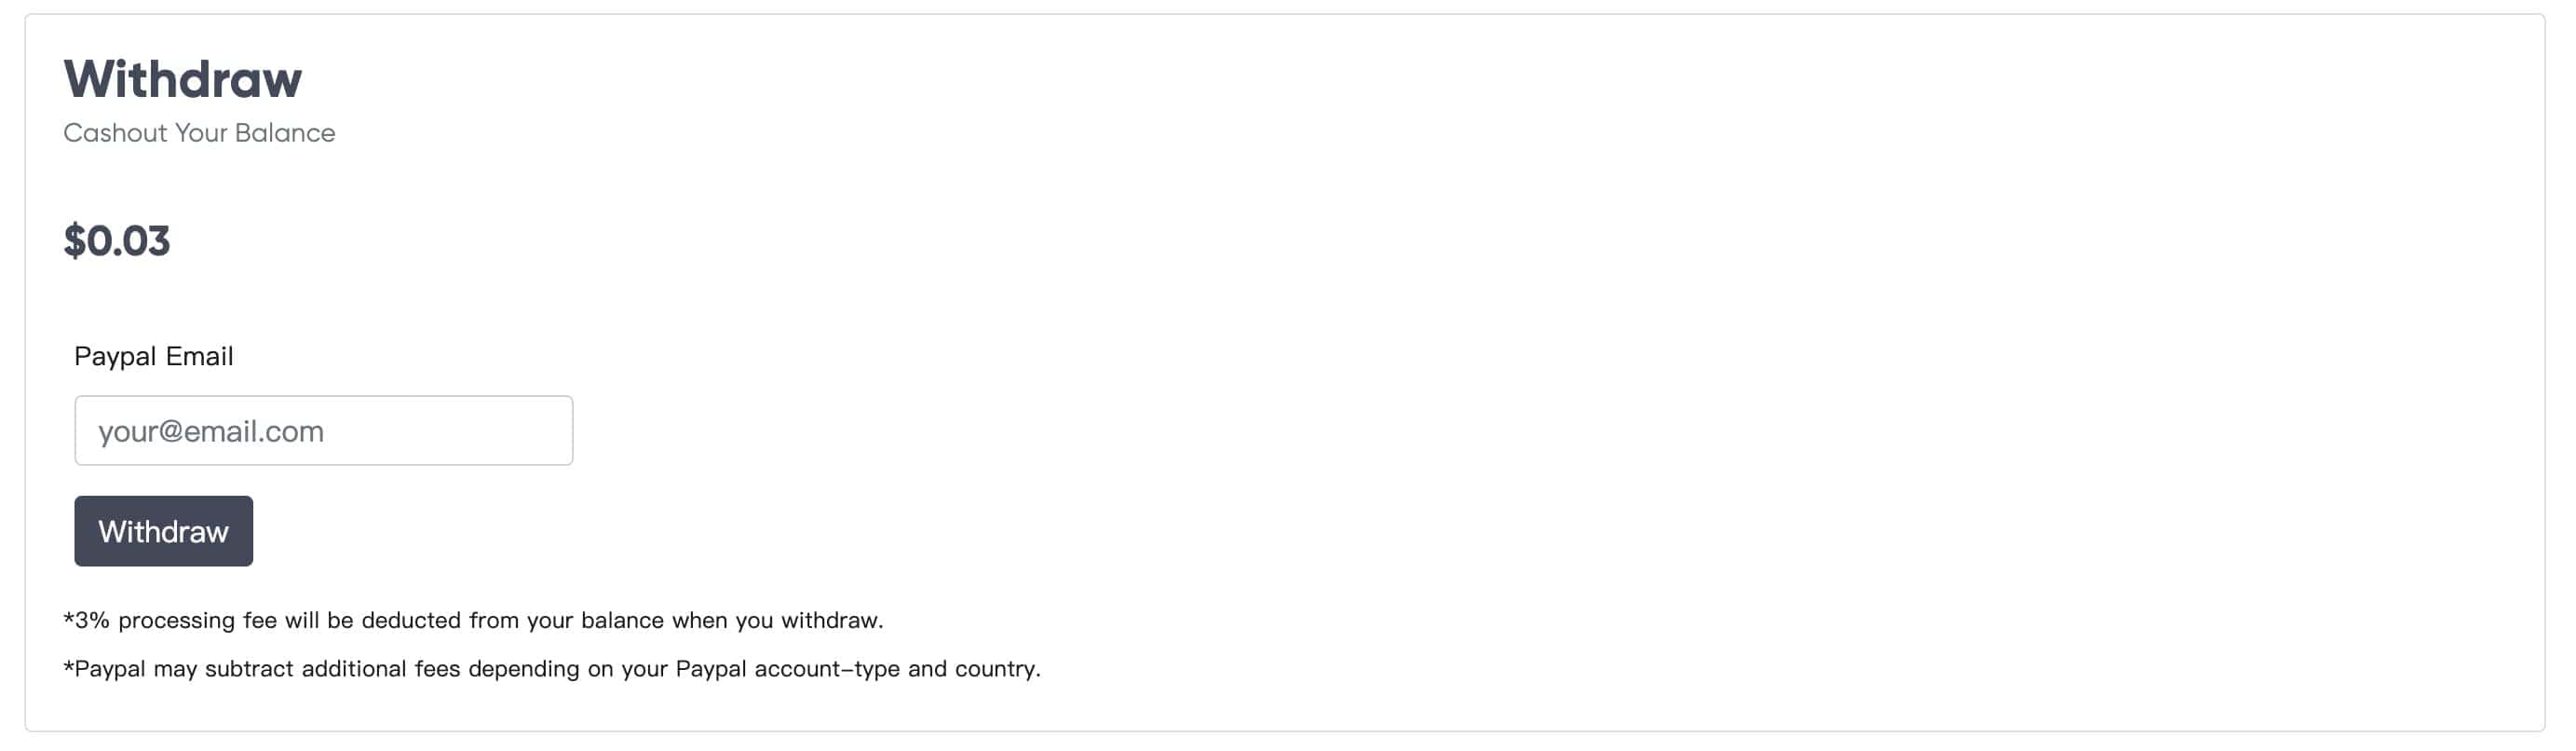 Withdraw
Cashout Your Balance
$0.03
Paypal Email
your@email.com
Withdraw
*3% processing fee will be deducted from your balance when you withdraw.
*Paypal may subtract additional fees depending on your Paypal account-type and country.